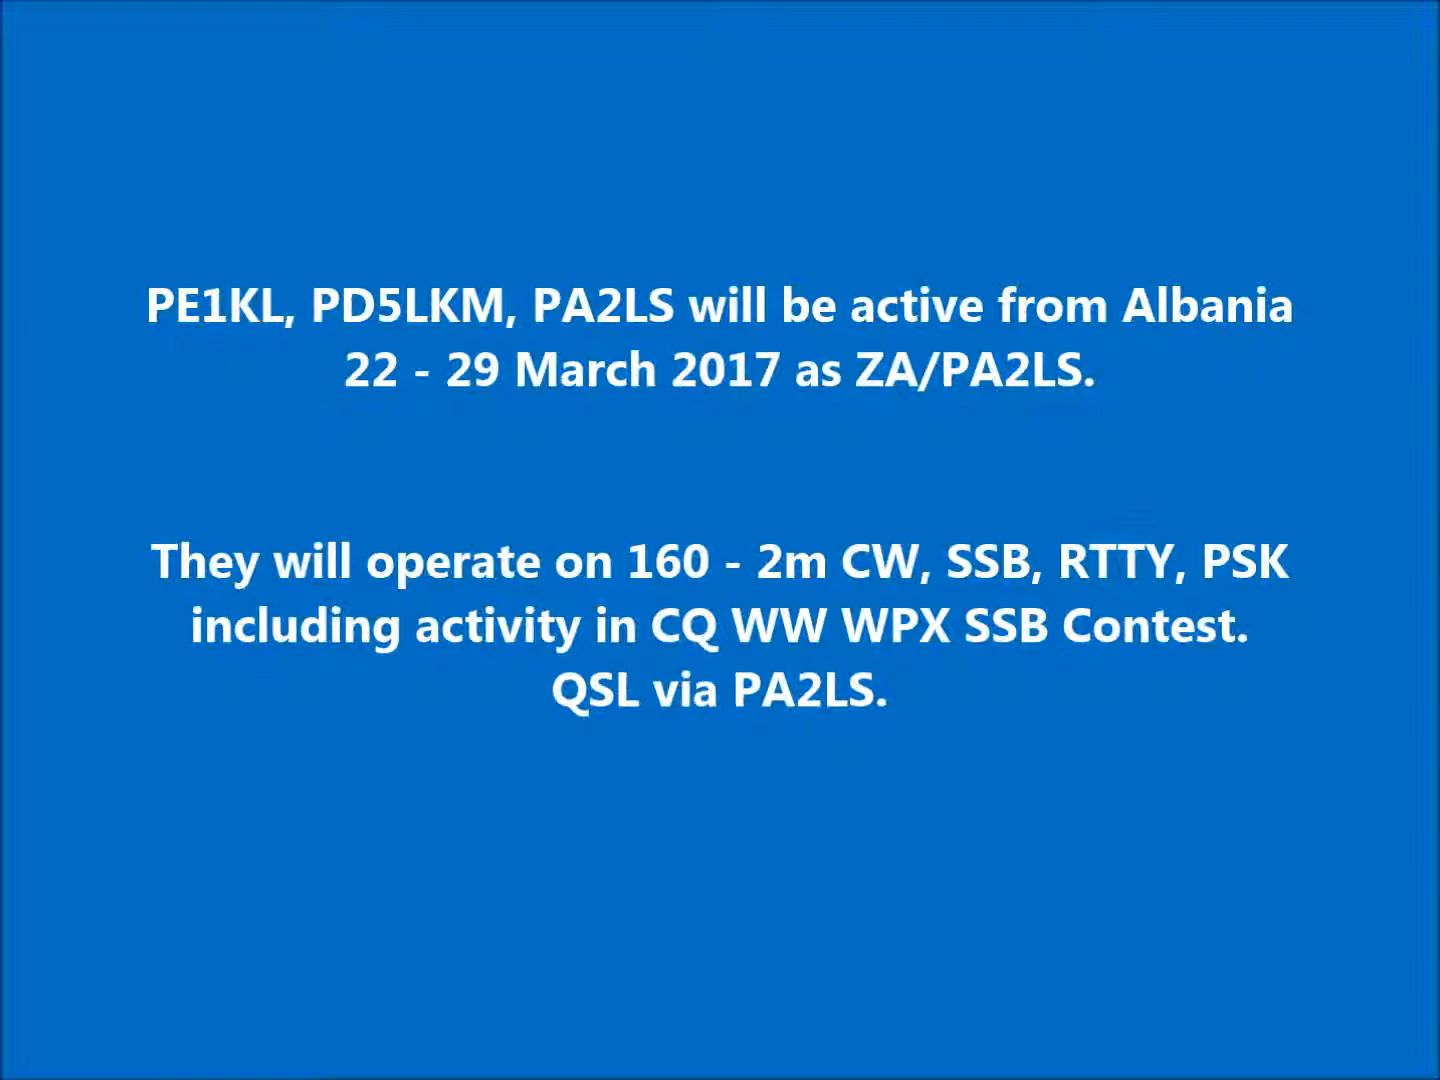 PE1KL, PD5LKM, PA2LS will be active from Albania
22 - 29 March 2017 as ZA/PA2LS.
They will operate on 160 - 2m CW, SSB, RTTY, PSK
including activity in CQ WW WPX SSB Contest.
QSL via PA2LS.